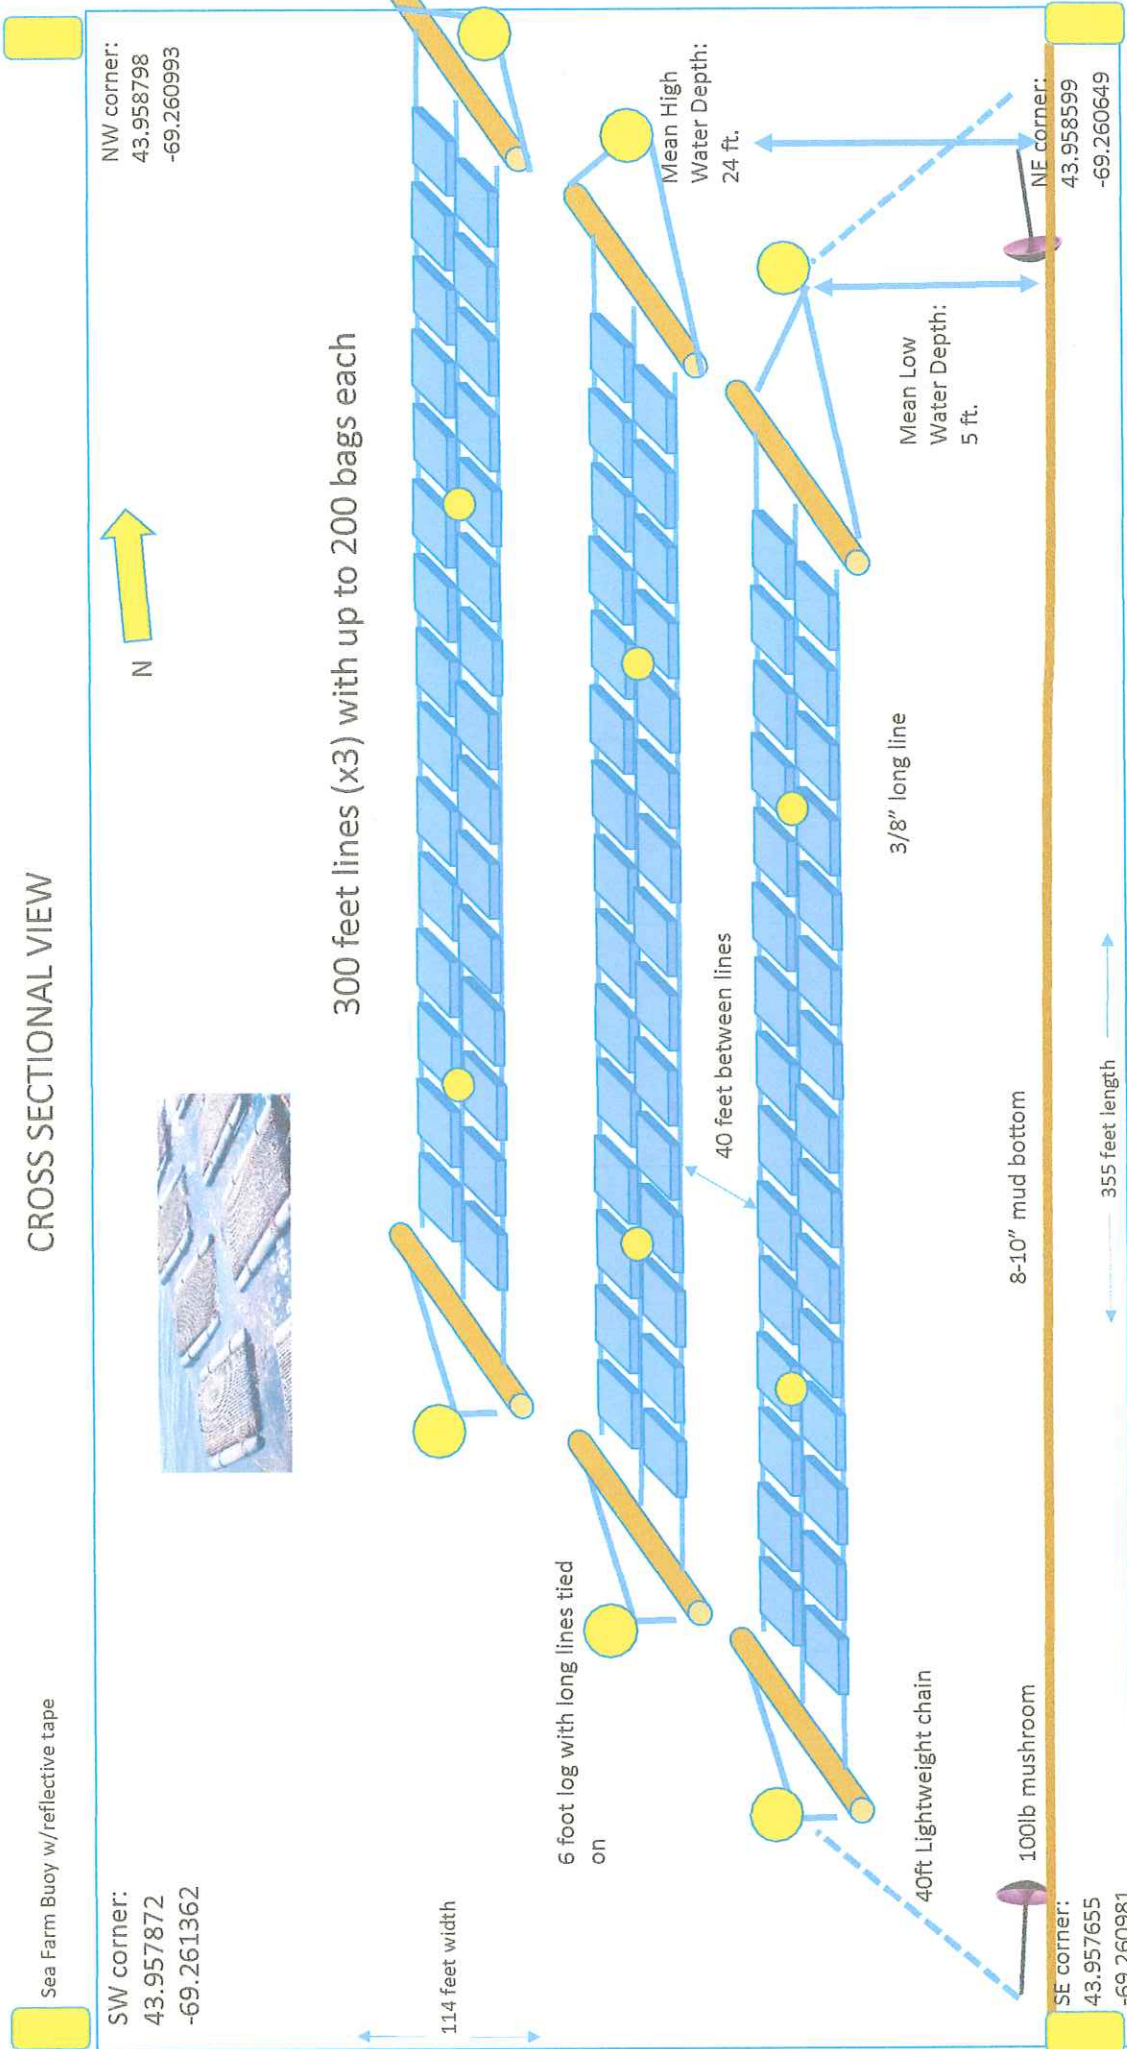 CROSS SECTIONAL VIEW
Sea Farm Buoy w/reflective tape
SW corner:
43.957872
-69.261362
NW corner:
43.958798
-69.260993
N
300 feet lines (x3) with up to 200 bags each
114 feet width
6 foot log with long lines tied
on
Mean High
Water Depth:
24 ft.
40 feet between lines
3/8" long line
Mean Low
Water Depth:
5 ft.
40ft Lightweight chain
100lb mushroom
8-10" mud bottom
SE corner:
43.957655
-69.260981
NE corner:
43.958599
-69.260649
355 feet length